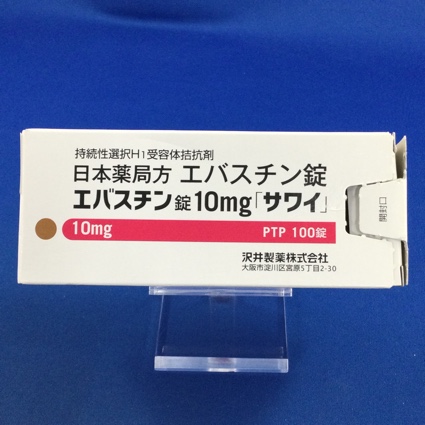 持続性選択H1受容体拮抗剤
日本薬局方 エバスチン錠
エバスチン錠10mg「サワイ」
10mg PTP 100錠
沢井製薬株式会社
大阪市淀川区宮原5丁目2-30
開封口